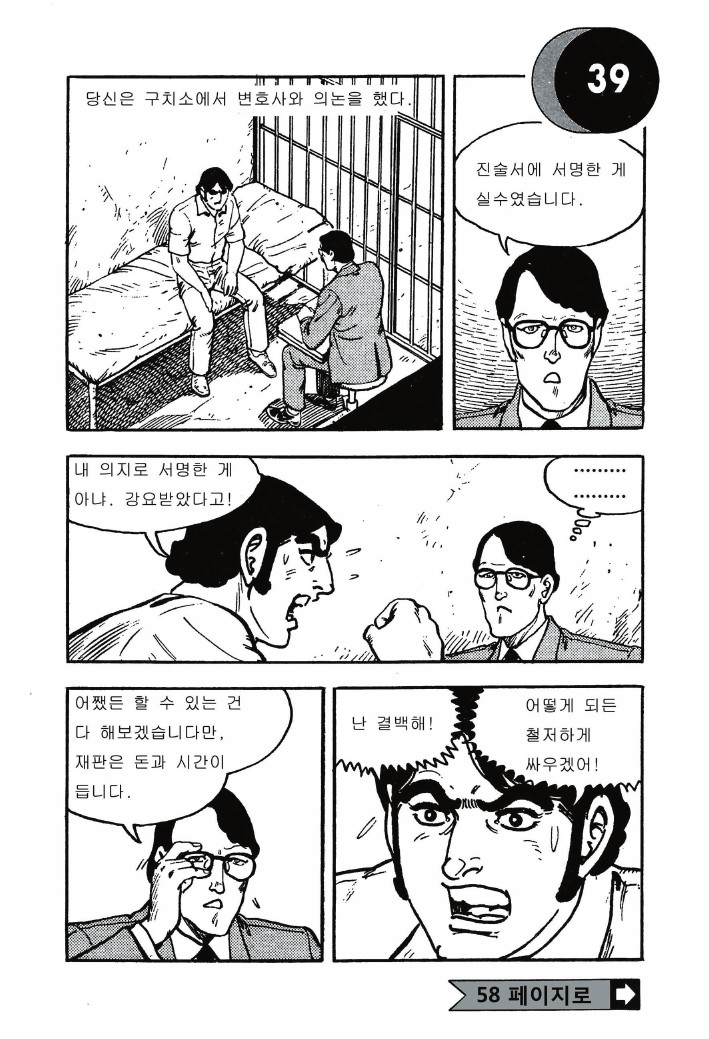 39
당신은 구치소에서 변호사와 의논을 했다.
진술서에 서명한 게
실수였습니다.
내 의지로 서명한 게
아냐. 강요받았다고!
………
………
어쨌든 할 수 있는 건
다 해보겠습니다만,
재판은 돈과 시간이
듭니다.
난 결백해!
어떻게 되든
철저하게
싸우겠어!
58 페이지로